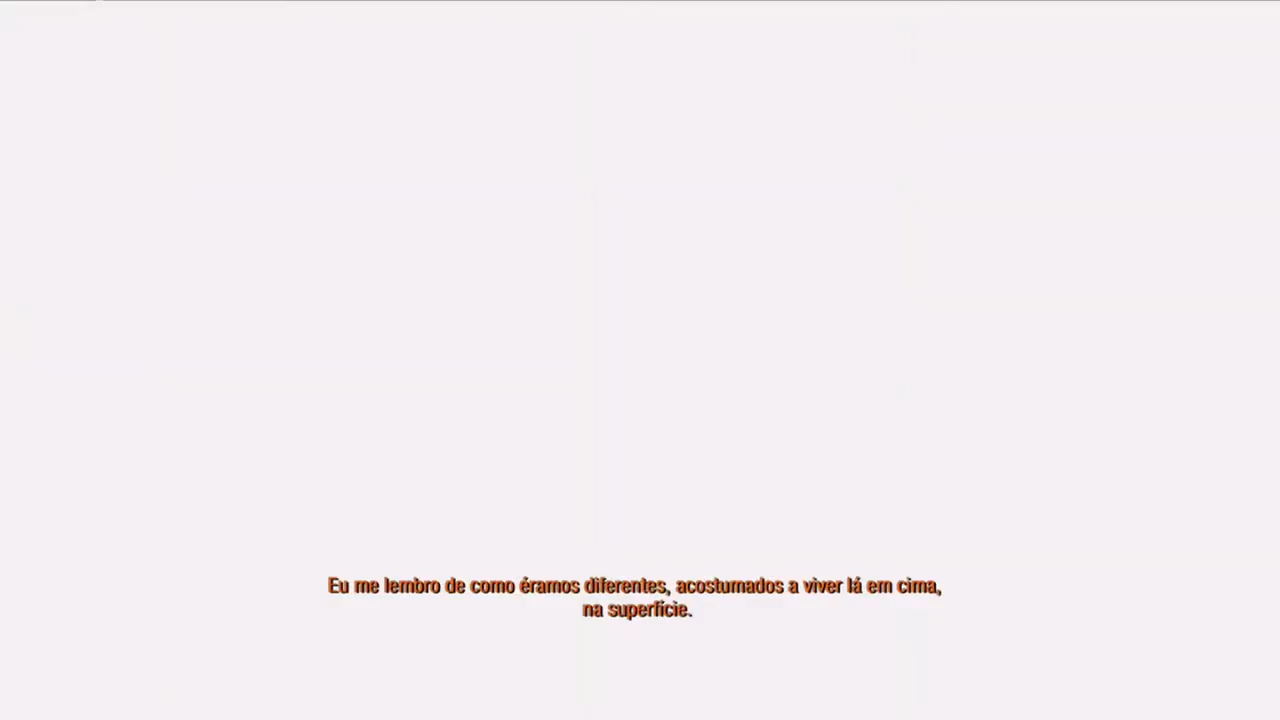 Eu me lembro de como éramos diferentes, acostumados a viver lá em cima,
na superfície.